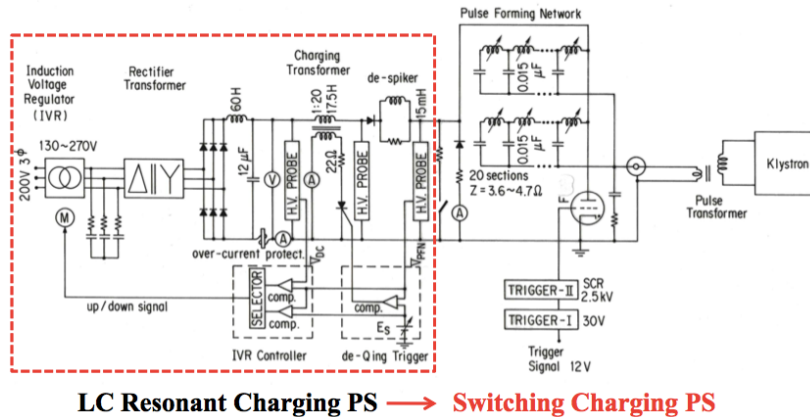 Pulse Forming Network
Induction
Voltage
Regulator
(IVR)
Rectifier
Transformer
Charging
Transformer
de-spiker
60H
1:20
17.5H
15mH
0.015
μF
0.015
μF
130~270V
200V 3φ
Δ||Y
12 μF
V
H.V. PROBE
A
22Ω
H.V. PROBE
H.V. PROBE
20 sections
Z = 3.6~4.7Ω
A
F
Klystron
Pulse
Transformer
M
A
over-current protect.
VDC
VPFN
SELECTOR
comp.
comp.
comp.
up/down signal
ES
IVR Controller
de-Qing Trigger
TRIGGER-II
SCR
2.5kV
TRIGGER-I
30V
Trigger
Signal 12V
LC Resonant Charging PS → Switching Charging PS